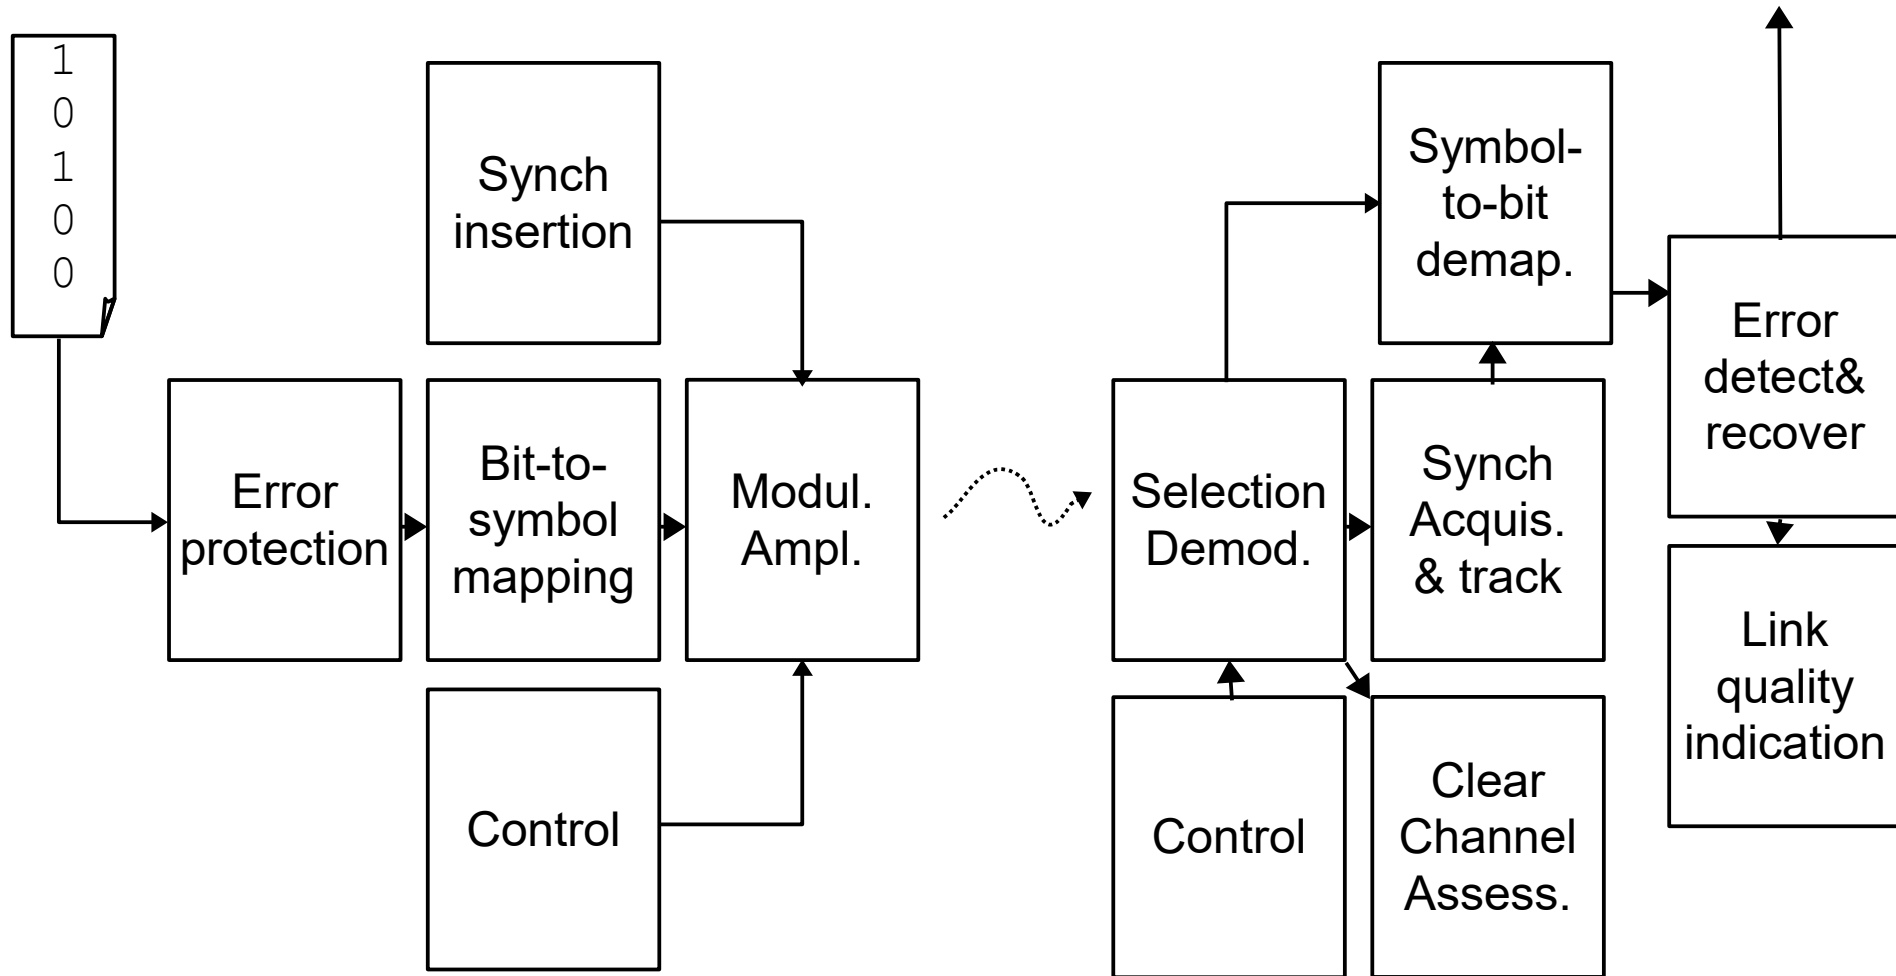 1
0
1
0
0
Synch
insertion
Error
protection
Bit-to-
symbol
mapping
Modul.
Ampl.
Control
Selection
Demod.
Symbol-
to-bit
demap.
Synch
Acquis.
& track
Control
Clear
Channel
Assess.
Error
detect&
recover
Link
quality
indication